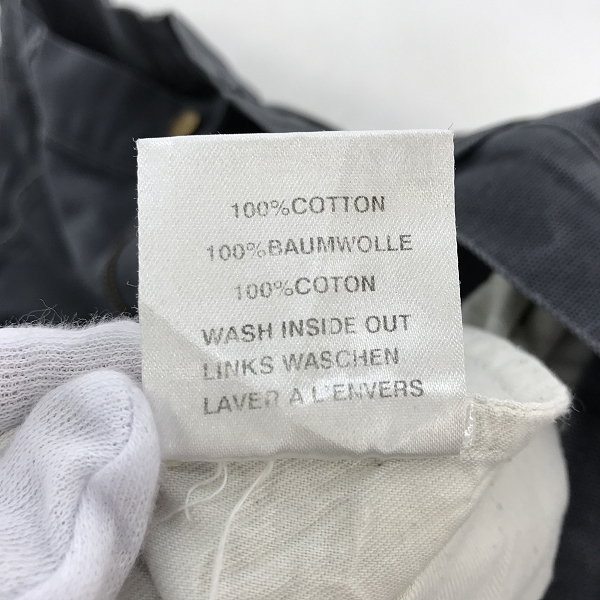 100%COTTON
100%BAUMWOLLE
100%COTON
WASH INSIDE OUT
LINKS WASCHEN
LAVER A L'ENVERS